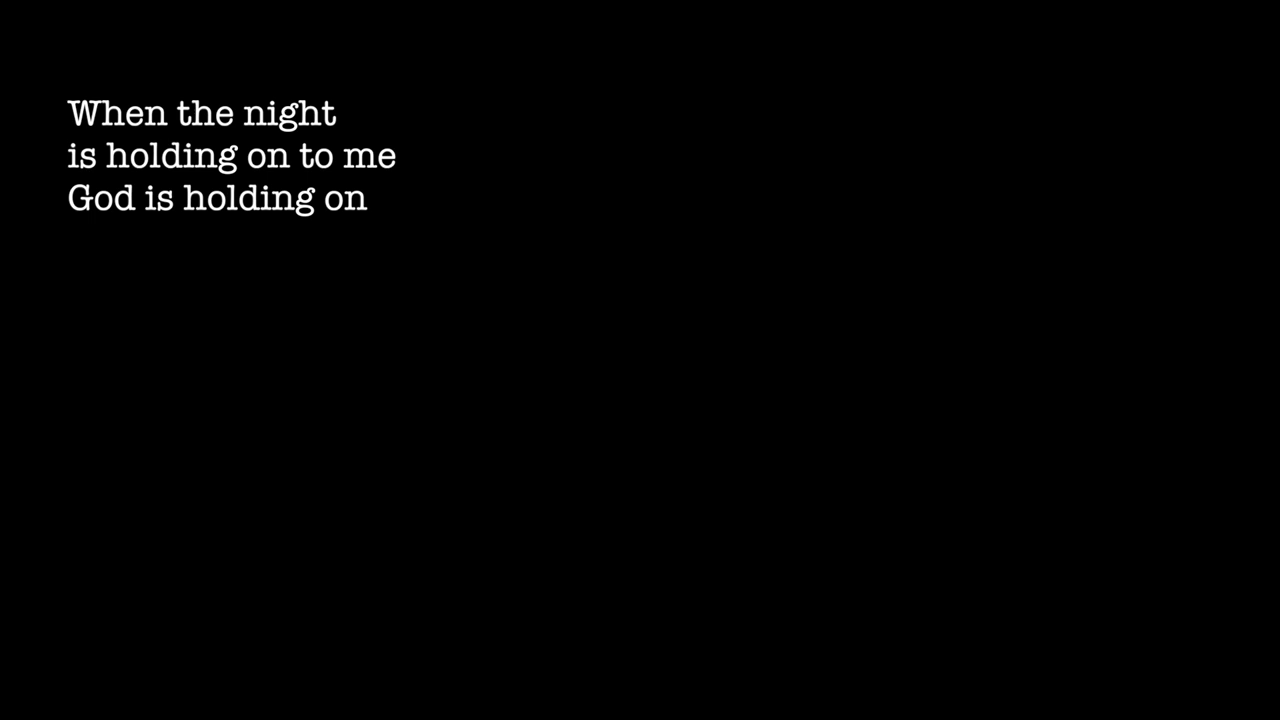 When the night
is holding on to me
God is holding on